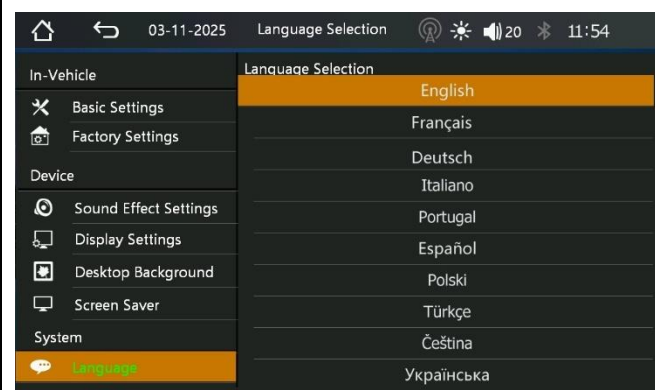 03-11-2025 Language Selection 20 11:54
In-Vehicle
Basic Settings
Factory Settings
Device
Sound Effect Settings
Display Settings
Desktop Background
Screen Saver
System
Language
Language Selection
English
Français
Deutsch
Italiano
Portugal
Español
Polski
Türkçe
Čeština
Українська